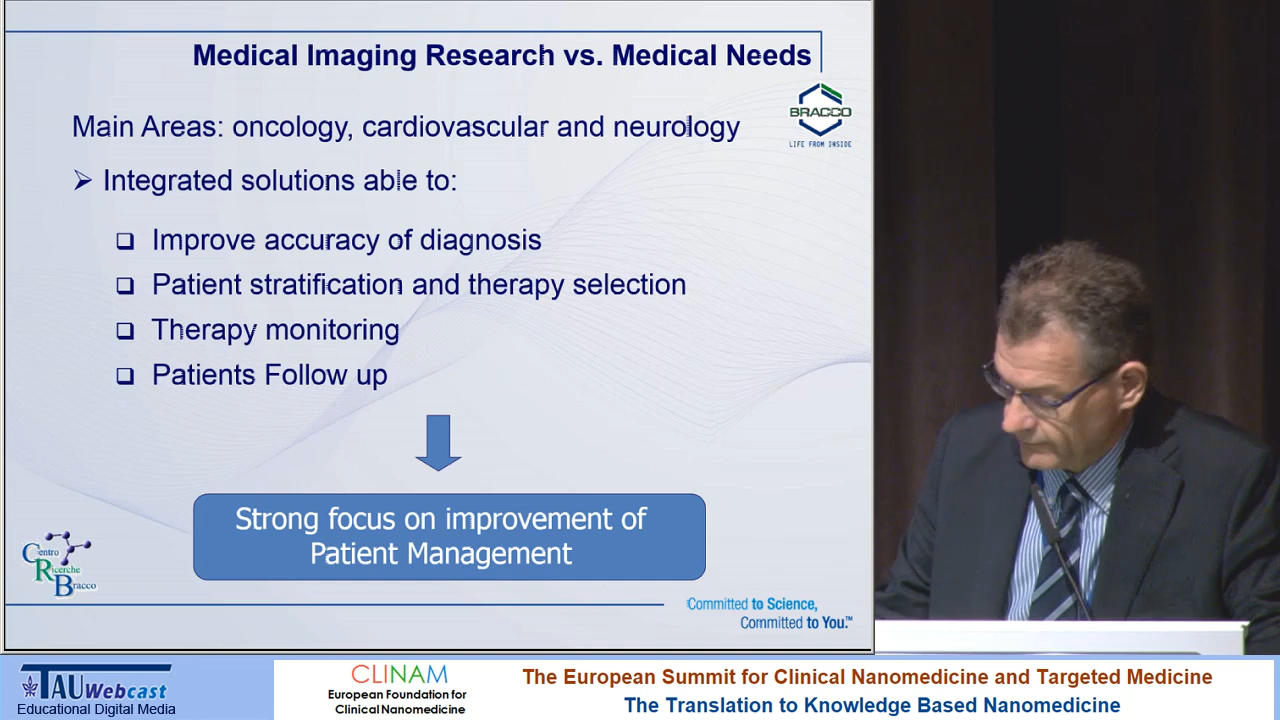 Medical Imaging Research vs. Medical Needs
BRACCO
LIFE FROM INSIDE
Main Areas: oncology, cardiovascular and neurology
Integrated solutions able to:
Improve accuracy of diagnosis
Patient stratification and therapy selection
Therapy monitoring
Patients Follow up
Strong focus on improvement of
Patient Management
Centro
Ricerche
Bracco
Committed to Science,
Committed to You.™
TAU Webcast
Educational Digital Media
CLINAM
European Foundation for
Clinical Nanomedicine
The European Summit for Clinical Nanomedicine and Targeted Medicine
The Translation to Knowledge Based Nanomedicine